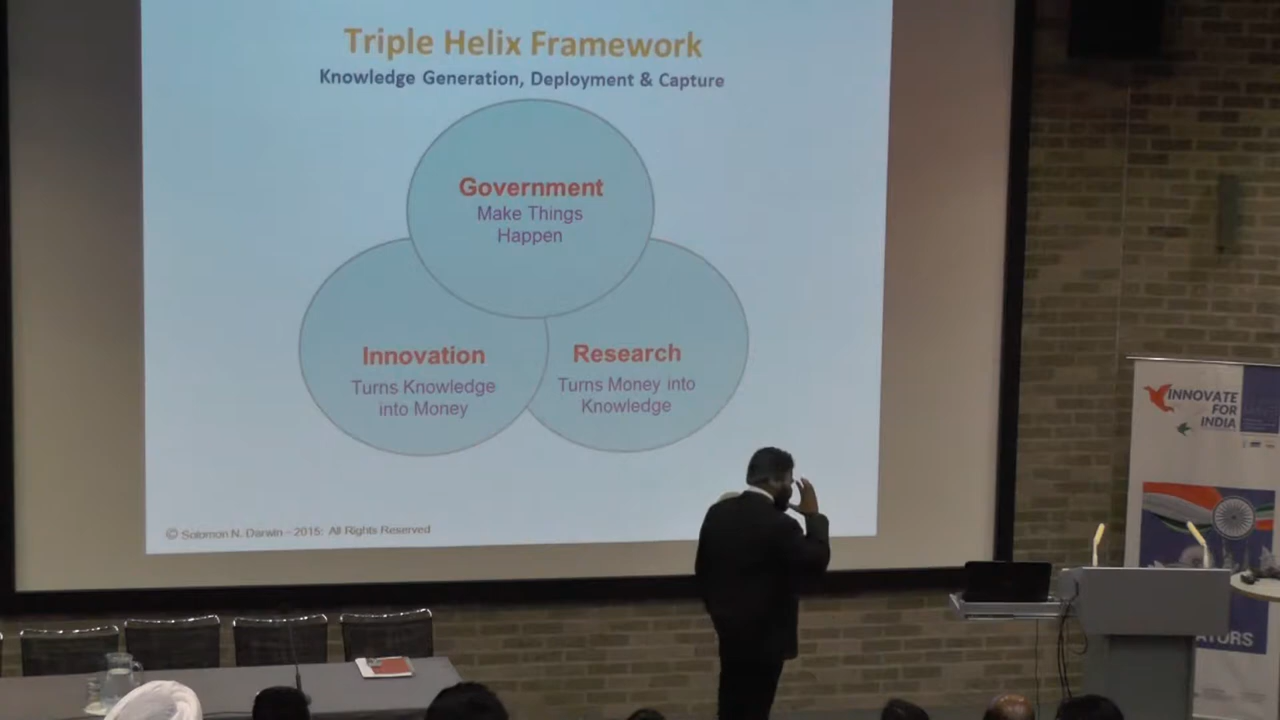 Triple Helix Framework
Knowledge Generation, Deployment & Capture
Government
Make Things
Happen
Innovation
Turns Knowledge
into Money
Research
Turns Money into
Knowledge
© Solomon N. Darwin – 2015: All Rights Reserved
INNOVATE
FOR
INDIA